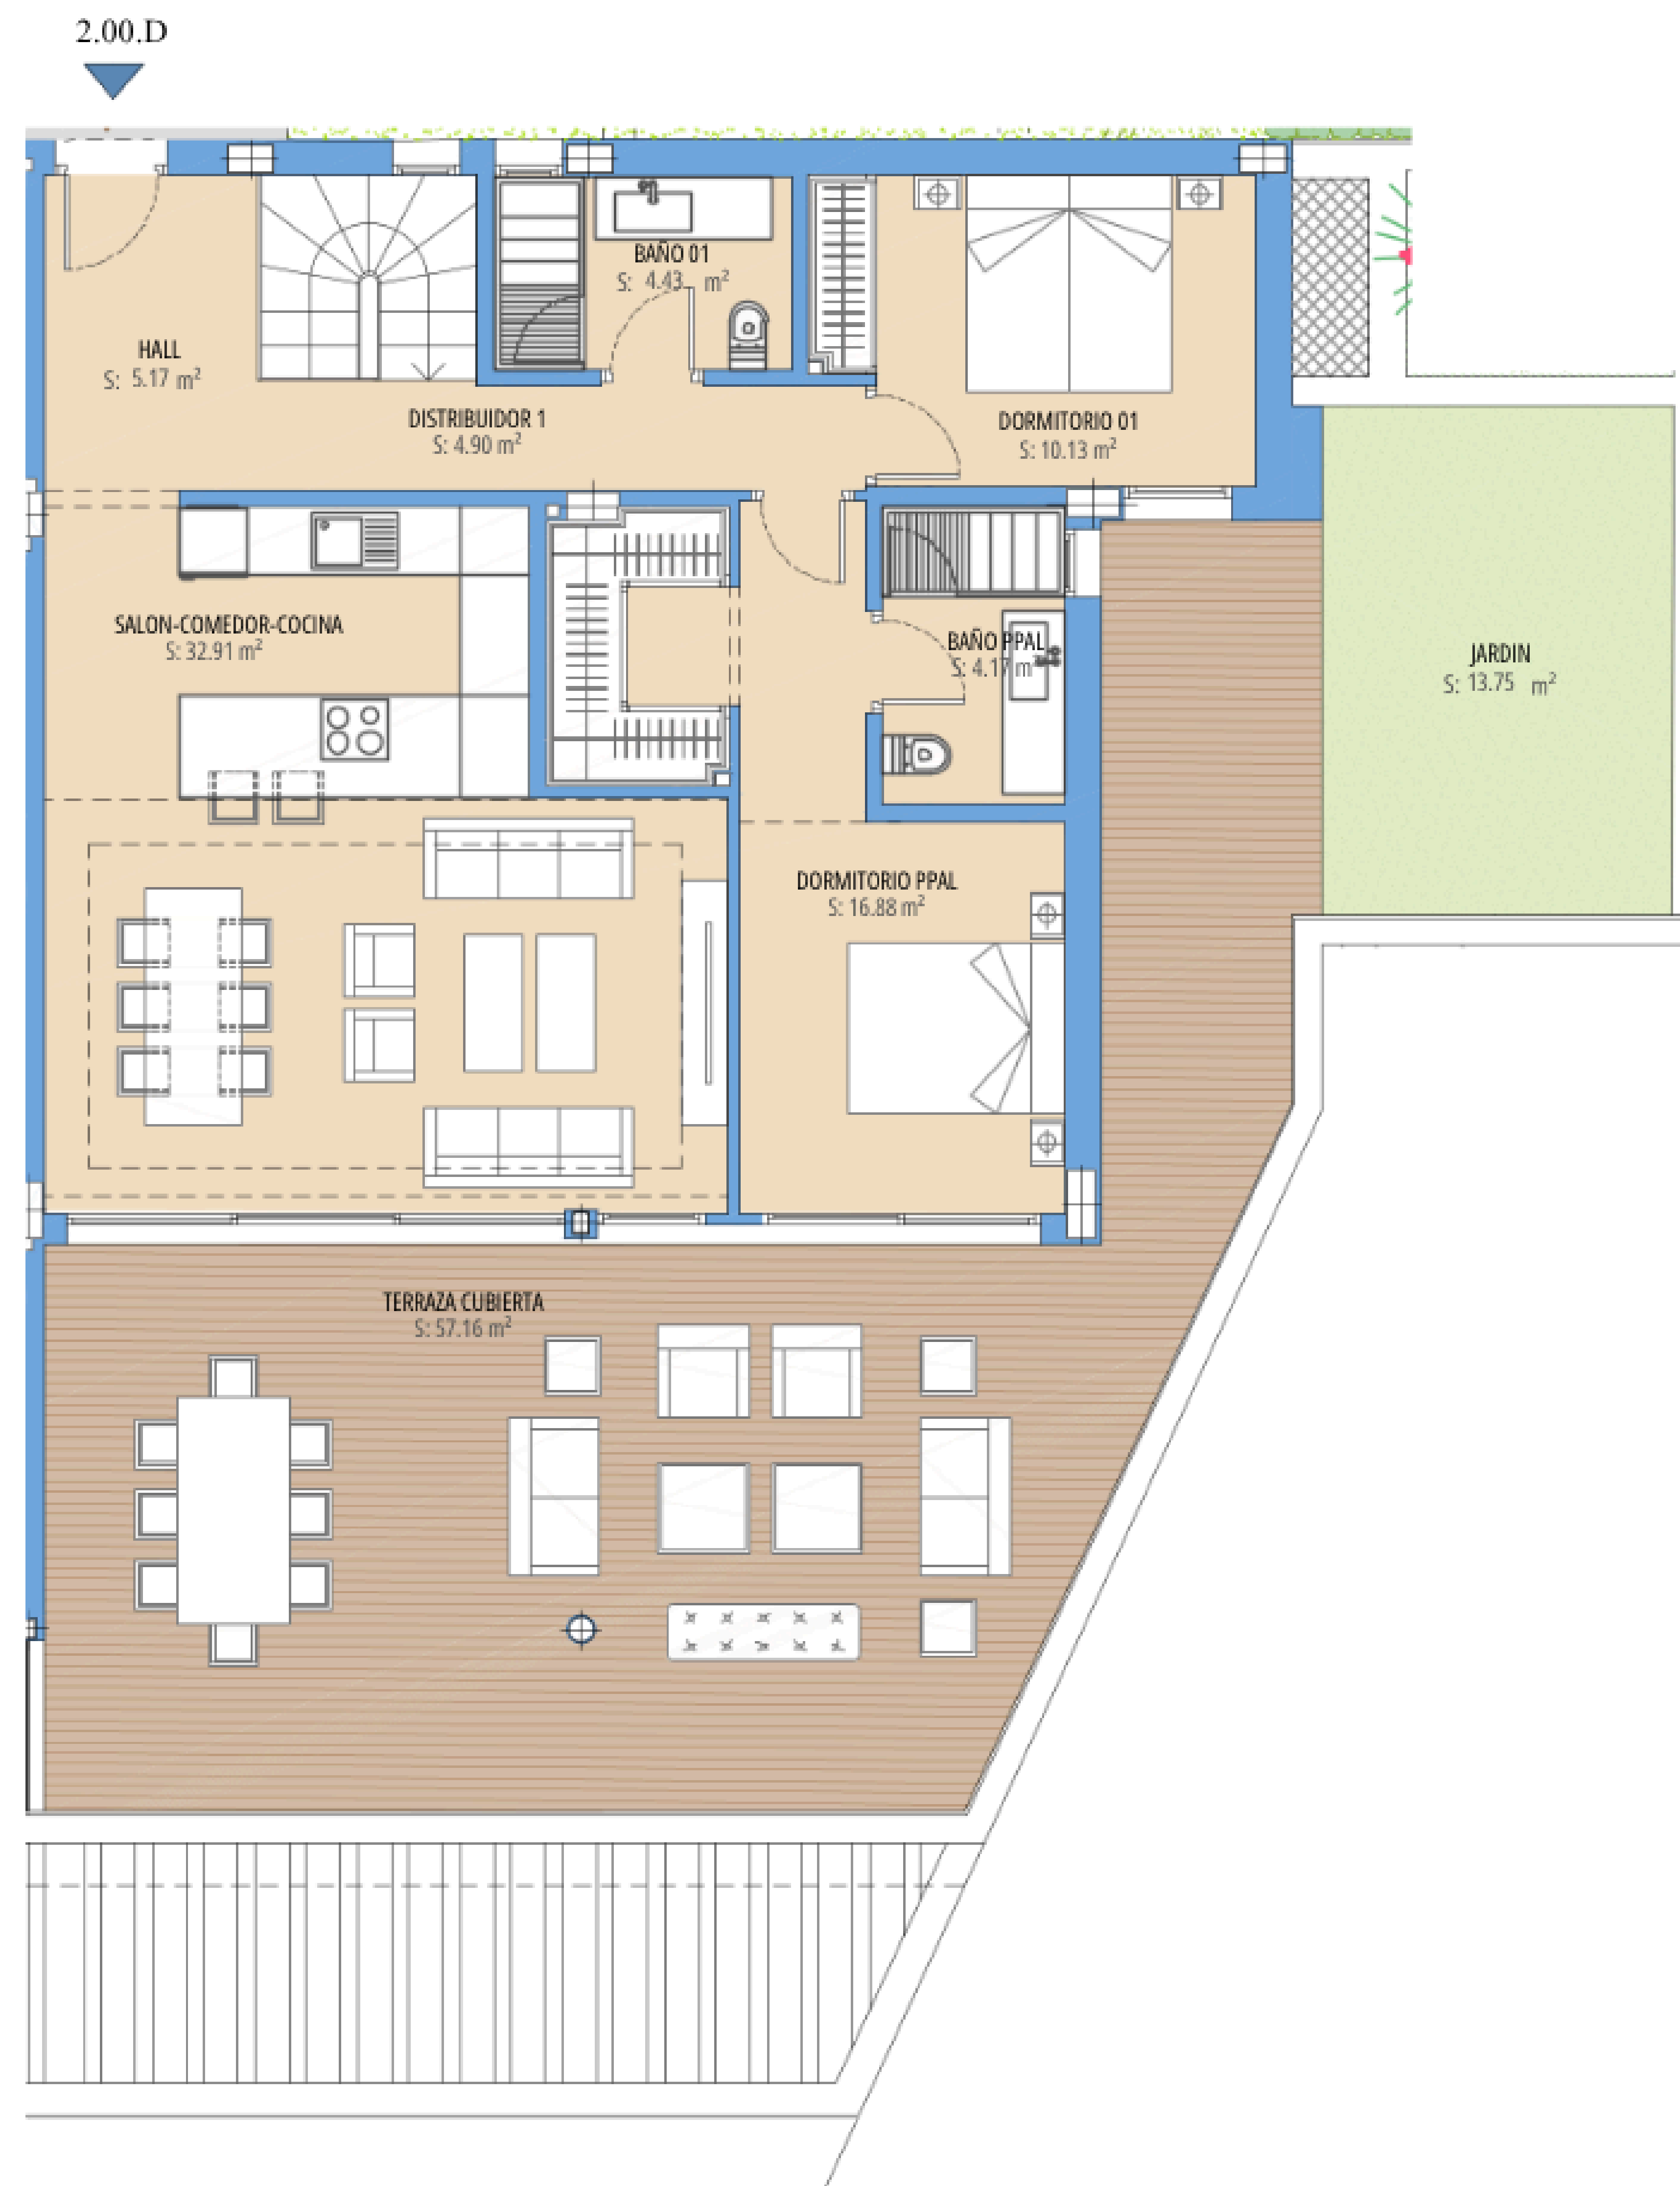 2.00.D
BAÑO 01
S: 4.43 m²
HALL
S: 5.17 m²
DISTRIBUIDOR 1
S: 4.90 m²
DORMITORIO 01
S: 10.13 m²
SALON-COMEDOR-COCINA
S: 32.91 m²
BAÑO PPAL
S: 4.17 m²
JARDIN
S: 13.75 m²
DORMITORIO PPAL
S: 16.88 m²
TERRAZA CUBIERTA
S: 57.16 m²